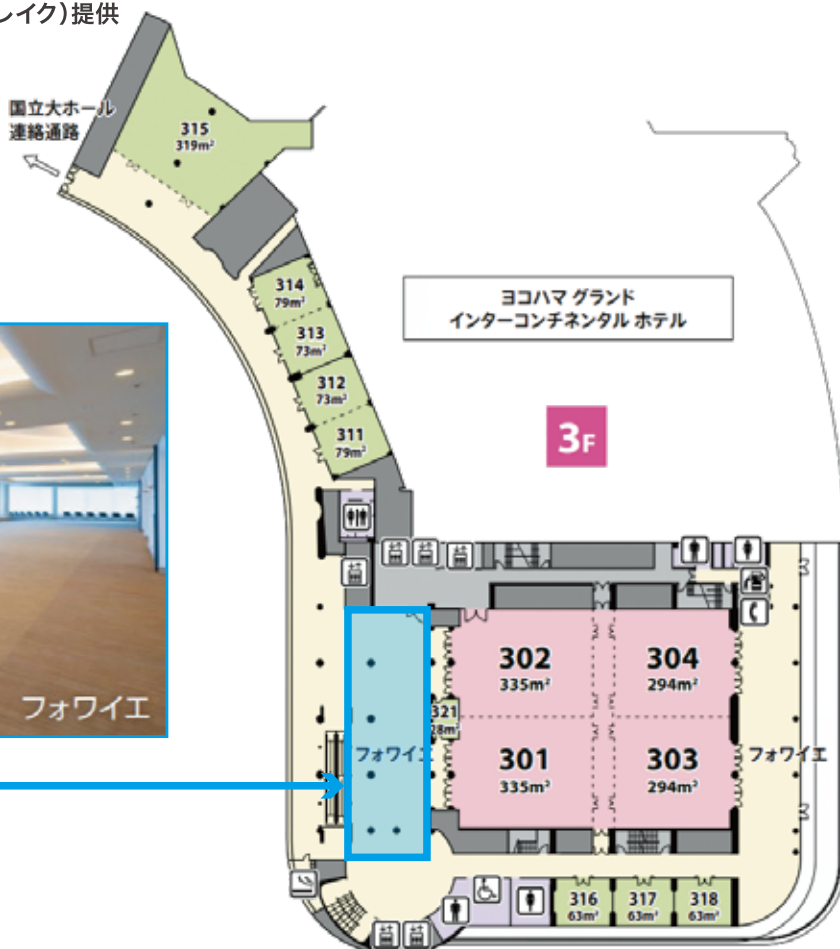 レイク)提供
国立大ホール
連絡通路
315
319m²
314
79m²
313
73m²
312
73m²
311
79m²
ヨコハマ グランド
インターコンチネンタル ホテル
3F
フォワイエ
302
335m²
304
294m²
321
28m²
フォワイエ
301
335m²
303
294m²
フォワイエ
316
63m²
317
63m²
318
63m²